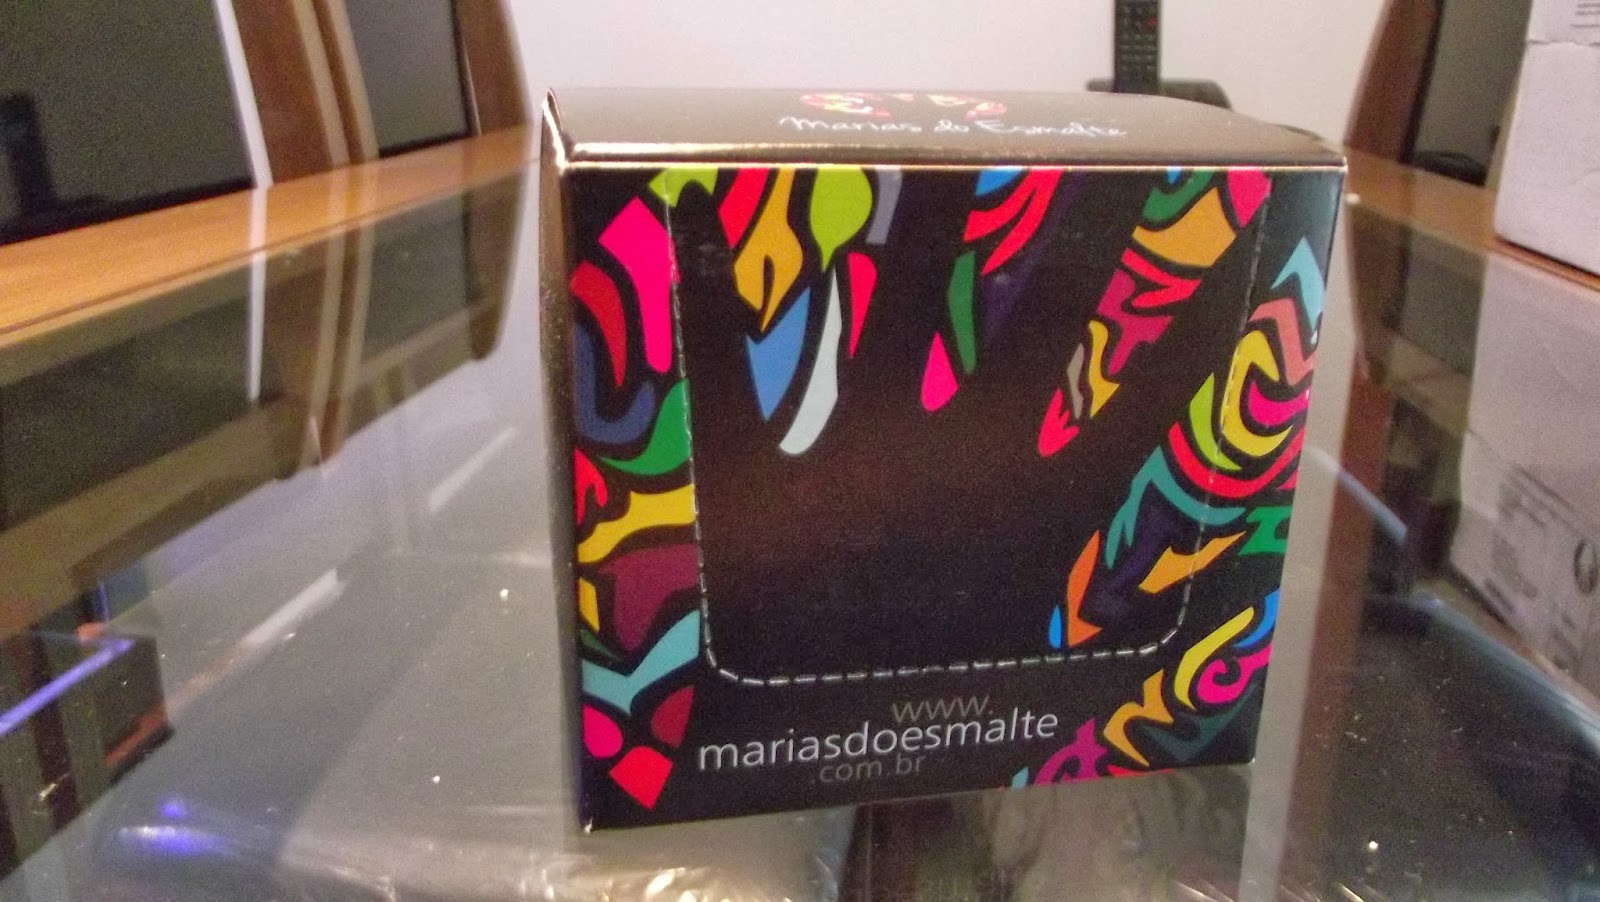 Marias do Esmalte
www.
mariasdoesmalte
.com.br